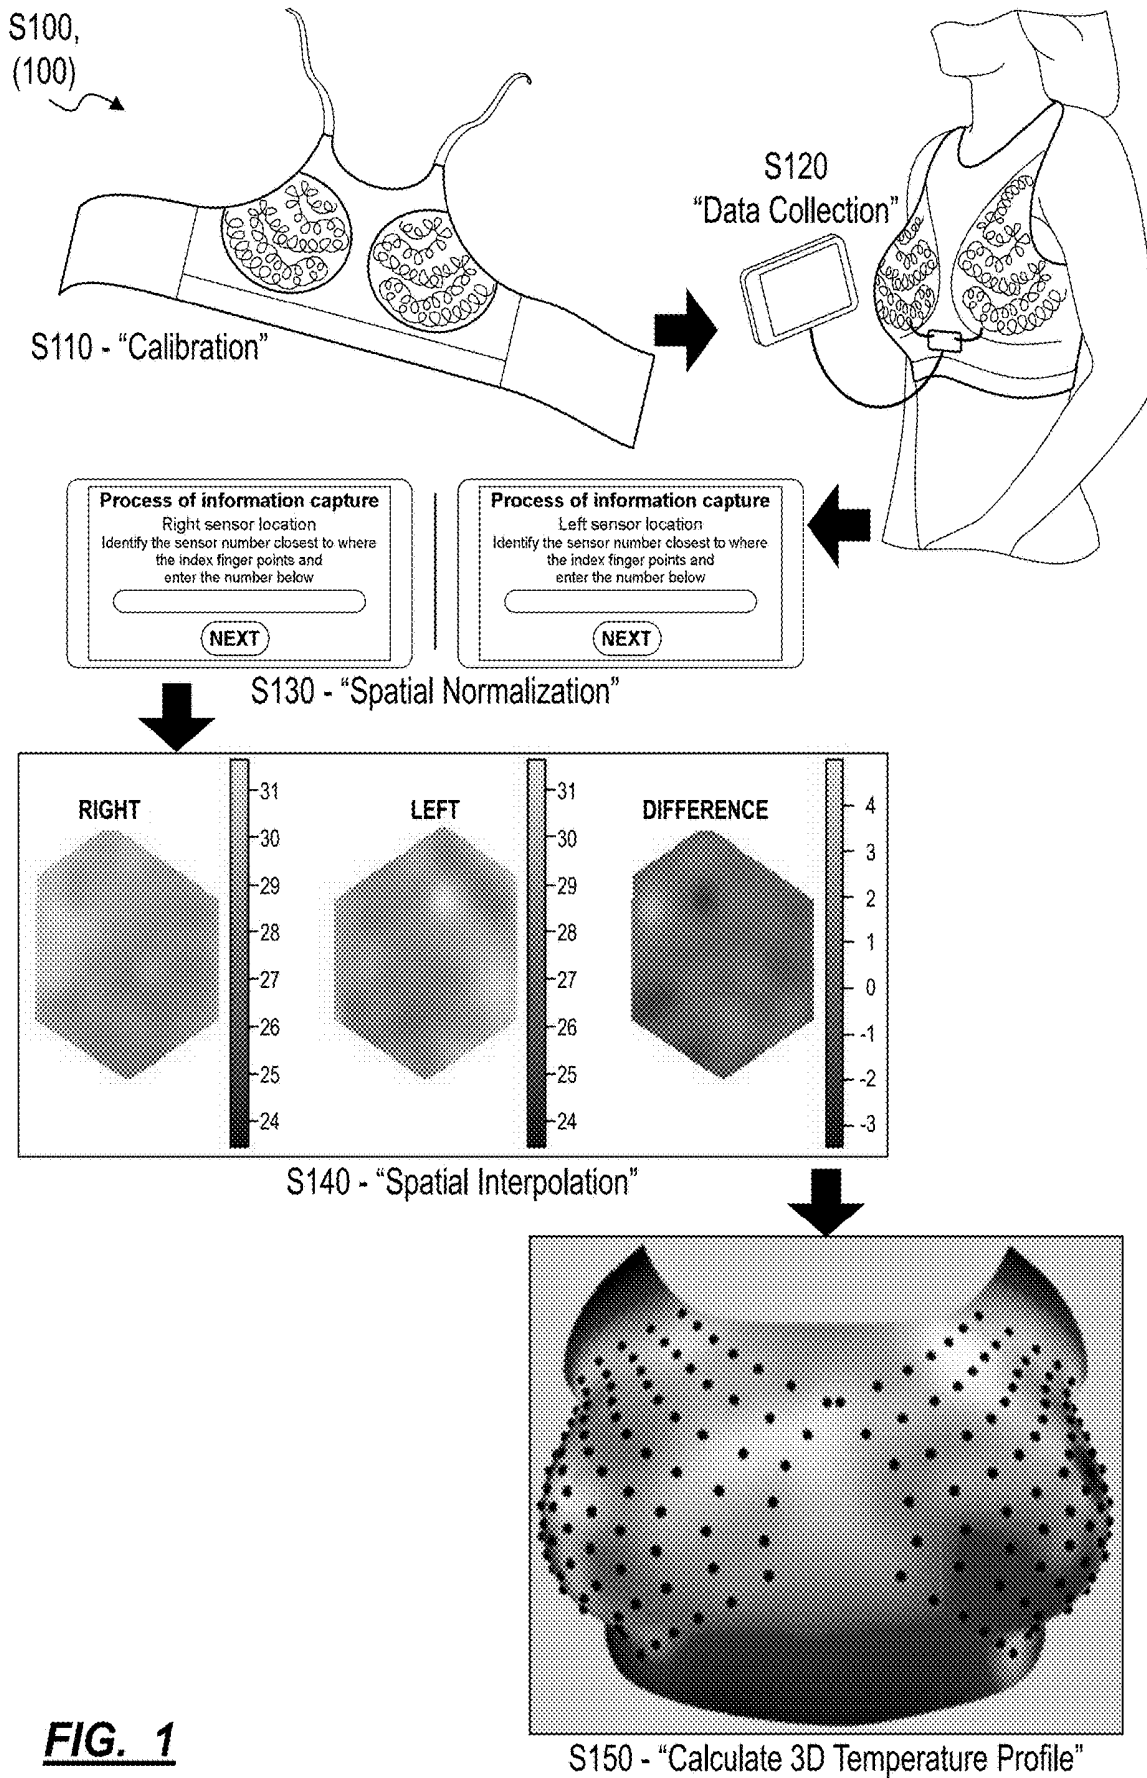 S100,
(100)
S110 - “Calibration”
S120
“Data Collection”
Process of information capture
Right sensor location
Identify the sensor number closest to where
the index finger points and
enter the number below
NEXT
Process of information capture
Left sensor location
Identify the sensor number closest to where
the index finger points and
enter the number below
NEXT
S130 - “Spatial Normalization”
RIGHT
31
30
29
28
27
26
25
24
LEFT
31
30
29
28
27
26
25
24
DIFFERENCE
4
3
2
1
0
-1
-2
-3
S140 - “Spatial Interpolation”
S150 - “Calculate 3D Temperature Profile”
FIG. 1